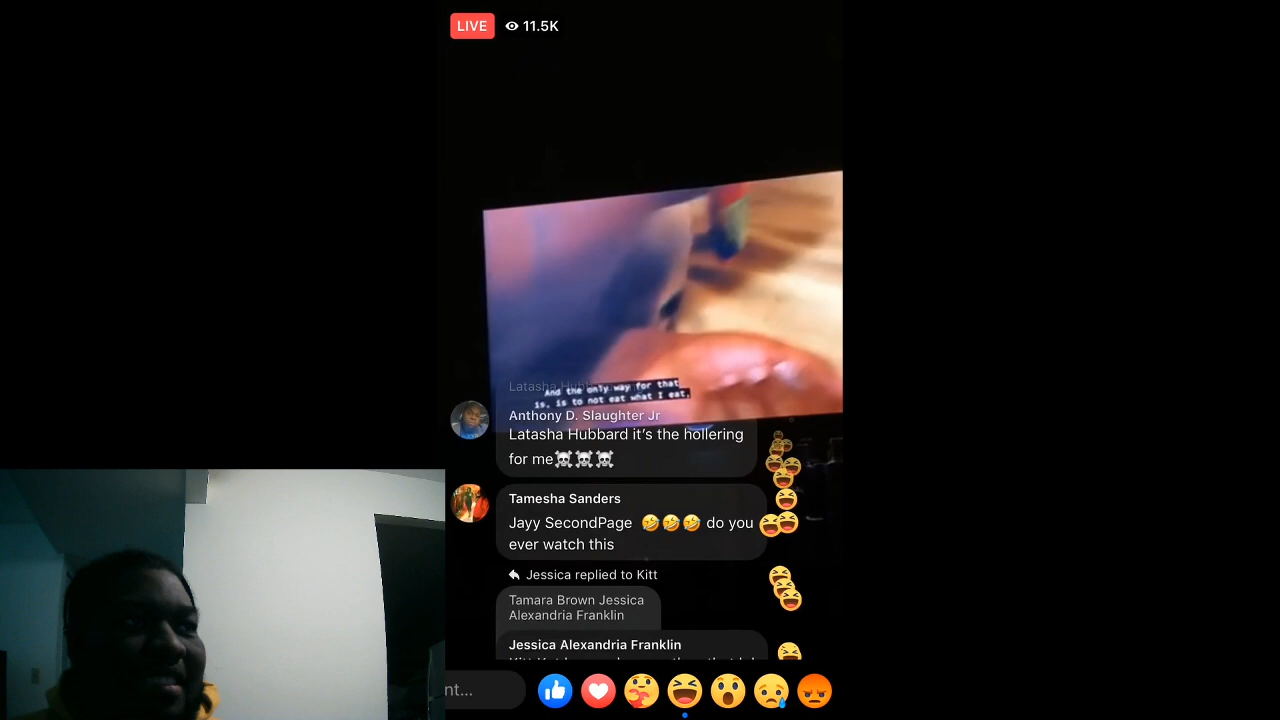 LIVE 11.5K
And the only way for that
is, is to not eat what I eat,
Anthony D. Slaughter Jr
Latasha Hubbard it's the hollering
for me☠️☠️☠️
Tamesha Sanders
Jayy SecondPage 🤣🤣🤣 do you
ever watch this
Jessica replied to Kitt
Tamara Brown Jessica
Alexandria Franklin
Jessica Alexandria Franklin
nt...